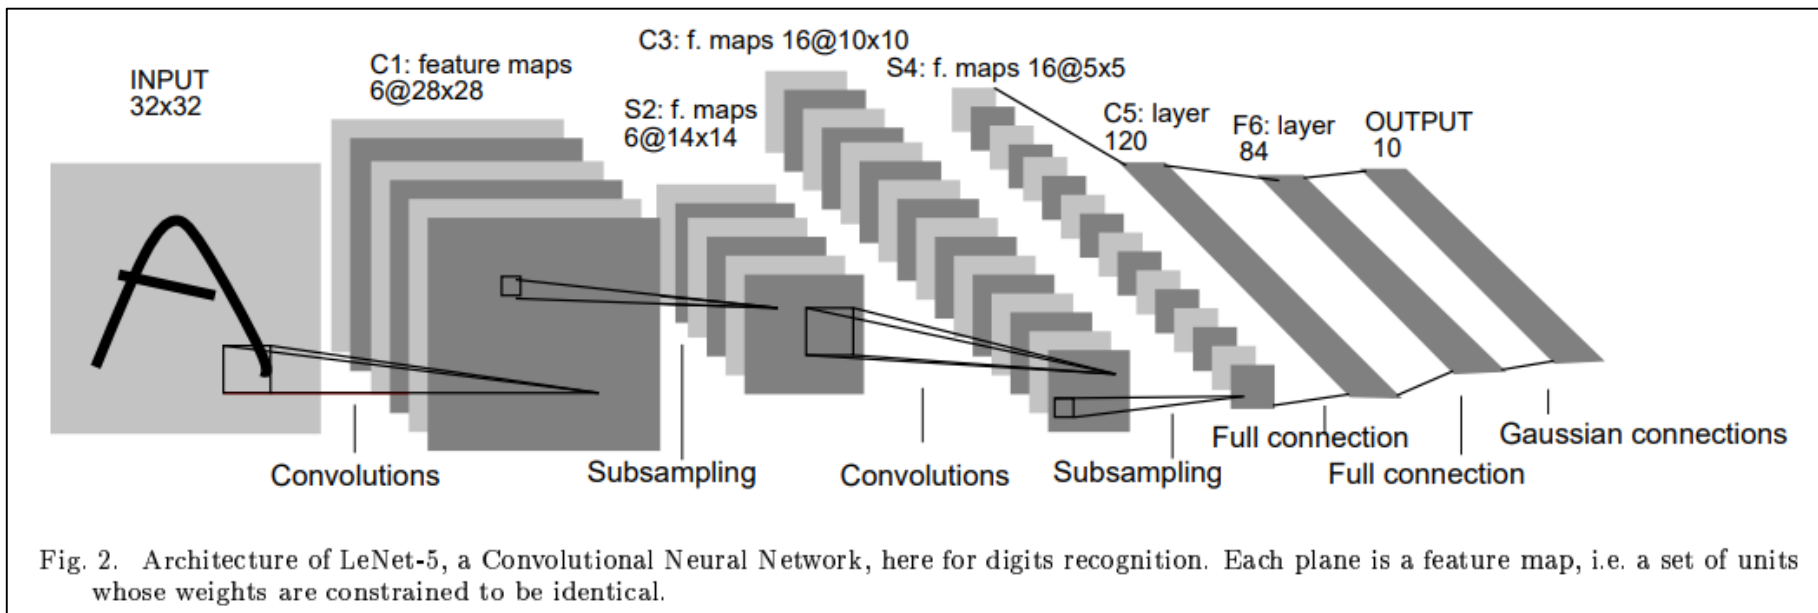 INPUT
32x32
C1: feature maps
6@28x28
S2: f. maps
6@14x14
C3: f. maps 16@10x10
S4: f. maps 16@5x5
C5: layer
120
F6: layer
84
OUTPUT
10
Convolutions
Subsampling
Convolutions
Subsampling
Full connection
Full connection
Gaussian connections
Fig. 2. Architecture of LeNet-5, a Convolutional Neural Network, here for digits recognition. Each plane is a feature map, i.e. a set of units
whose weights are constrained to be identical.